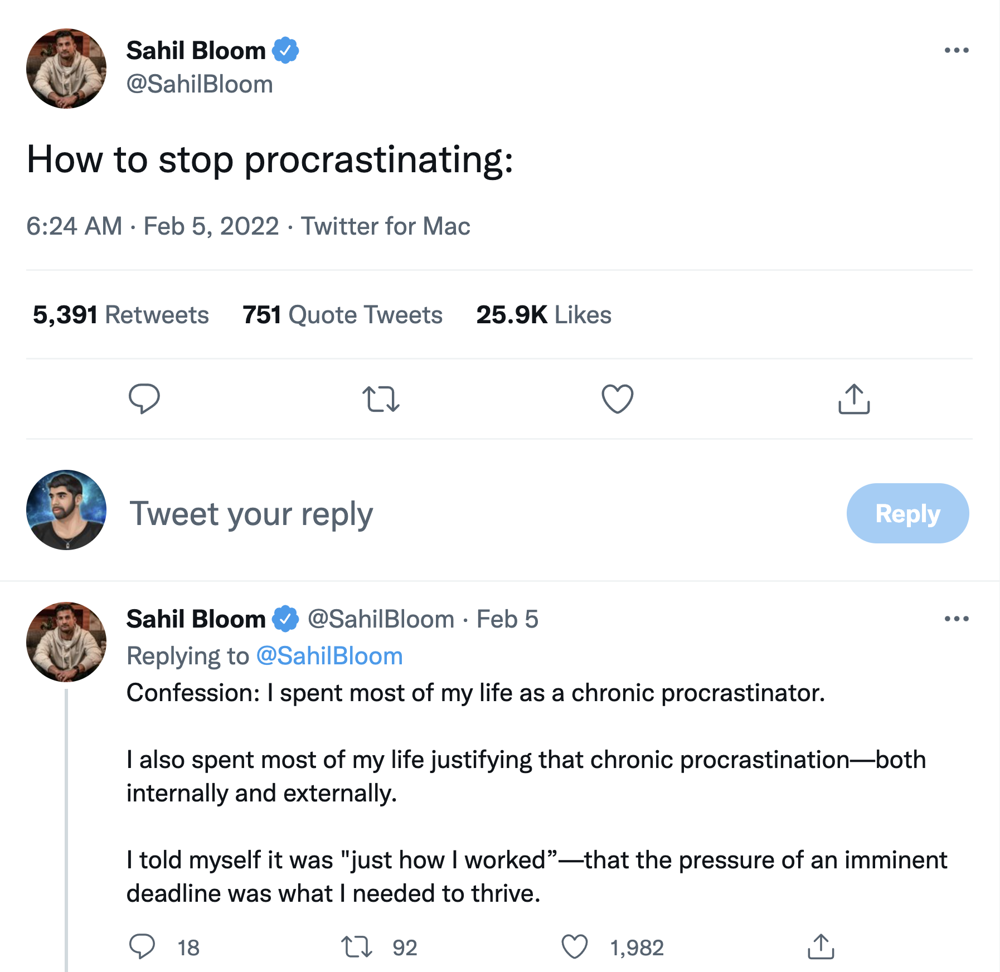 Sahil Bloom
@SahilBloom
How to stop procrastinating:
6:24 AM · Feb 5, 2022 · Twitter for Mac
5,391 Retweets 751 Quote Tweets 25.9K Likes
Tweet your reply
Reply
Sahil Bloom @SahilBloom · Feb 5
Replying to @SahilBloom
Confession: I spent most of my life as a chronic procrastinator.
I also spent most of my life justifying that chronic procrastination—both
internally and externally.
I told myself it was "just how I worked”—that the pressure of an imminent
deadline was what I needed to thrive.
18 92 1,982